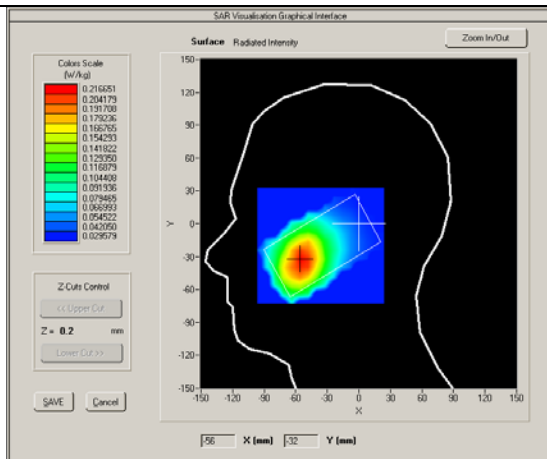 SAR Visualisation Graphical Interface
Surface Radiated Intensity
Zoom In/Out
Colors Scale
(W/kg)
0.216651
0.204179
0.191708
0.179236
0.166765
0.154293
0.141822
0.129350
0.116879
0.104408
0.091936
0.079465
0.066993
0.054522
0.042050
0.029579
Z-Cuts Control
<< Upper Cut
Z = 0.2 mm
Lower Cut >>
SAVE Cancel
150
120
90
60
30
0
-30
-60
-90
-120
-150
Y
-150 -120 -90 -60 -30 0 30 60 90 120 150
X
-56 X (mm) -32 Y (mm)